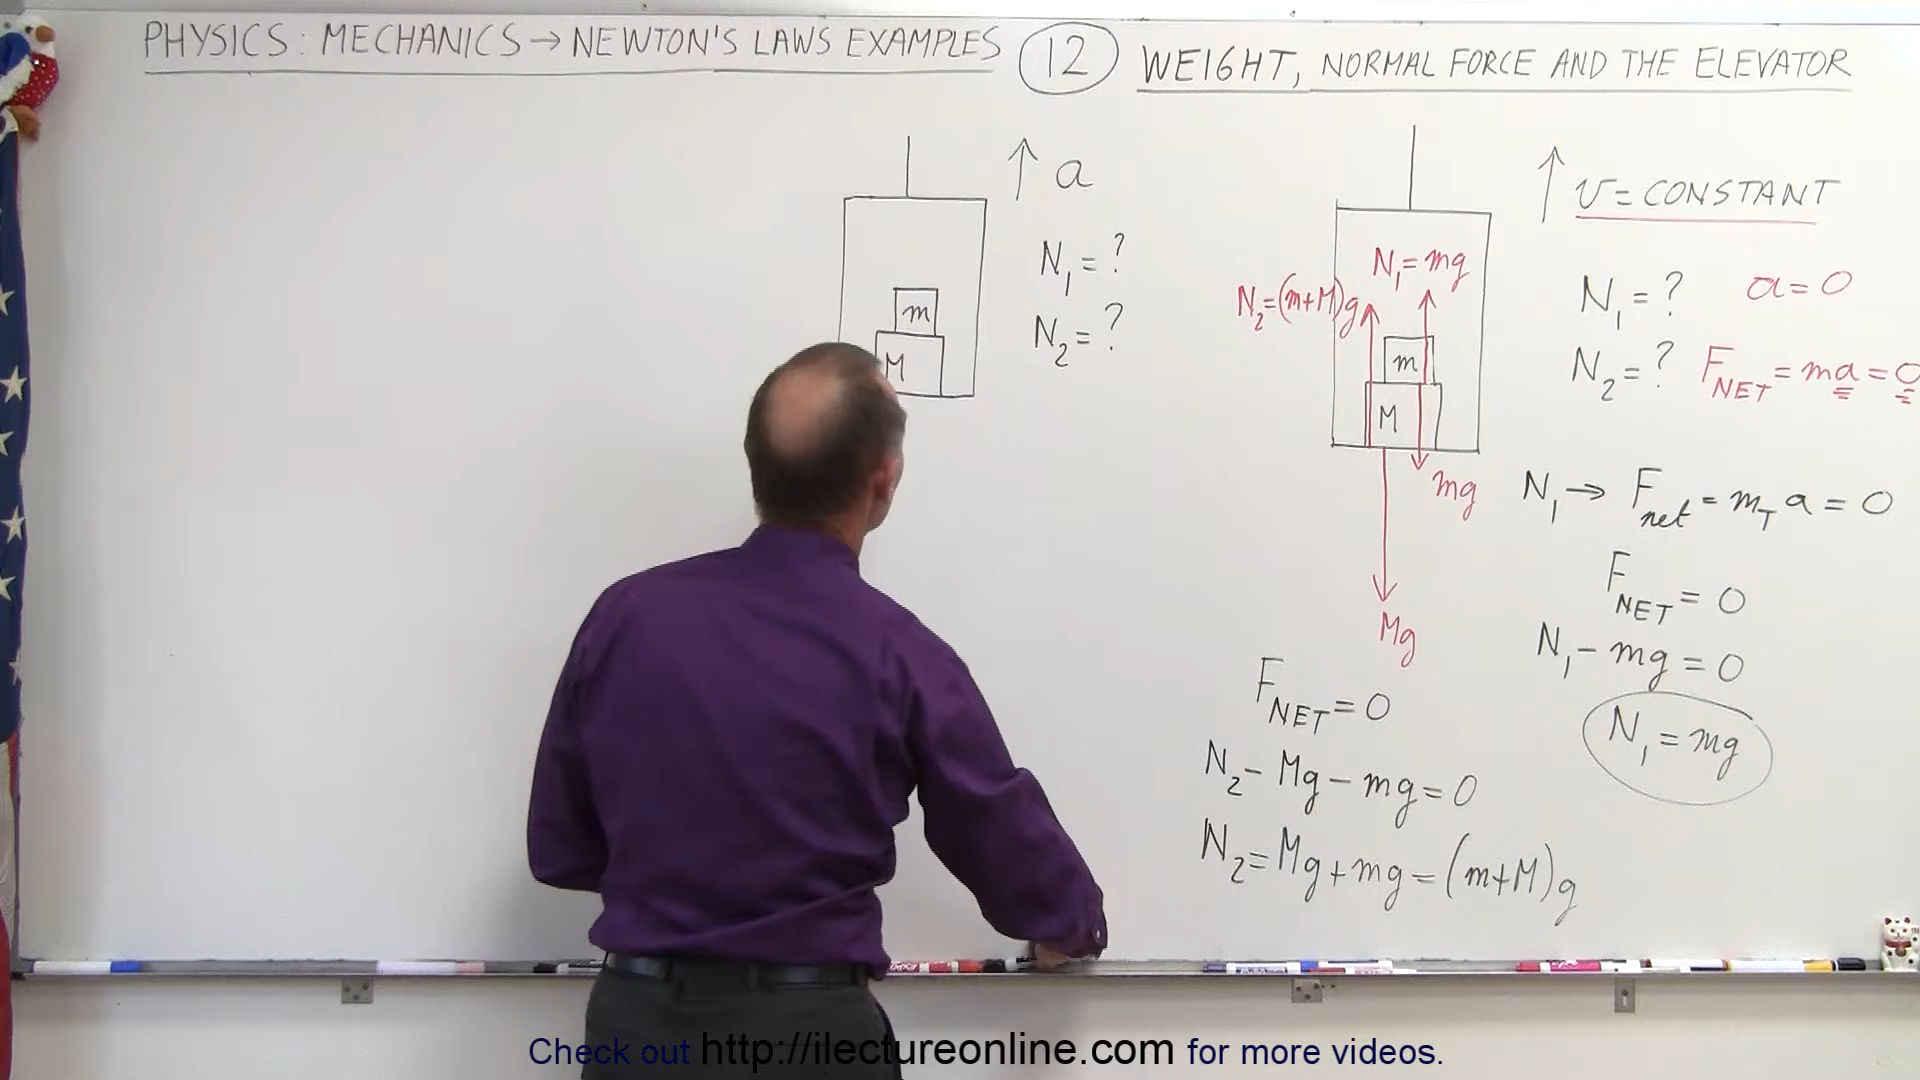 PHYSICS: MECHANICS → NEWTON'S LAWS EXAMPLES 12 WEIGHT, NORMAL FORCE AND THE ELEVATOR
↑ a
N₁ = ?
N₂ = ?
m
M
↑ v = CONSTANT
N₁ = mg
N₂ = (m+M)g
m
M
mg
Mg
N₁ = ? a = 0
N₂ = ? F_NET = ma = 0
N₁ → F_net = m_T a = 0
F_NET = 0
N₁ - mg = 0
N₁ = mg
F_NET = 0
N₂ - Mg - mg = 0
N₂ = Mg + mg = (m+M)g
Check out http://ilectureonline.com for more videos.